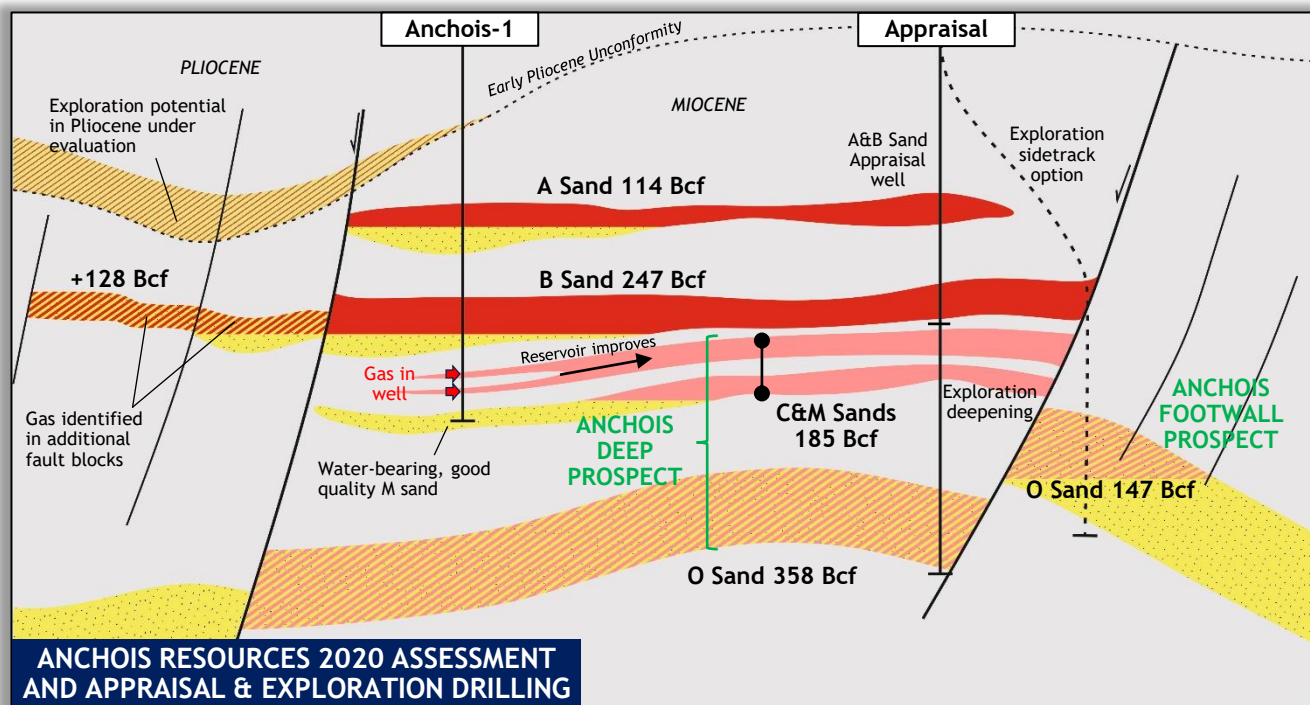 Anchois-1
Appraisal
PLIOCENE
Early Pliocene Unconformity
MIOCENE
Exploration potential
in Pliocene under
evaluation
A&B Sand
Appraisal
well
Exploration
sidetrack
option
A Sand 114 Bcf
+128 Bcf
B Sand 247 Bcf
Reservoir improves
Gas in
well
Gas identified
in additional
fault blocks
Water-bearing, good
quality M sand
ANCHOIS
DEEP
PROSPECT
C&M Sands
185 Bcf
Exploration
deepening
ANCHOIS
FOOTWALL
PROSPECT
O Sand 147 Bcf
O Sand 358 Bcf
ANCHOIS RESOURCES 2020 ASSESSMENT
AND APPRAISAL & EXPLORATION DRILLING